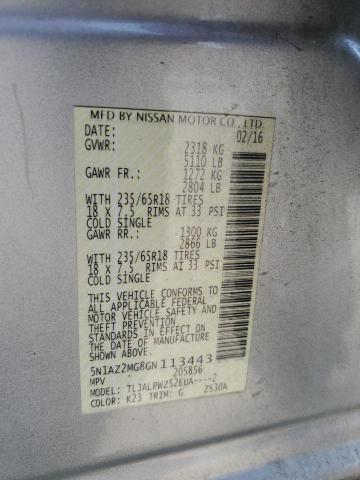 MFD BY NISSAN MOTOR CO., LTD.
DATE: 02/16
GVWR: 2318 KG
5110 LB
GAWR FR.: 1272 KG
2804 LB
WITH 235/65R18 TIRES
18 X 7.5 RIMS AT 33 PSI
COLD SINGLE
GAWR RR.: 1300 KG
2866 LB
WITH 235/65R18 TIRES
18 X 7.5 RIMS AT 33 PSI
COLD SINGLE
THIS VEHICLE CONFORMS TO
ALL APPLICABLE FEDERAL
MOTOR VEHICLE SAFETY AND
THEFT PREVENTION
STANDARDS IN EFFECT ON
THE DATE OF MANUFACTURE
5N1AZ2MG8GN113443
MPV 205856
MODEL: TLJALPWZ52EUA----2
COLOR: K23 TRIM: G ZS30A